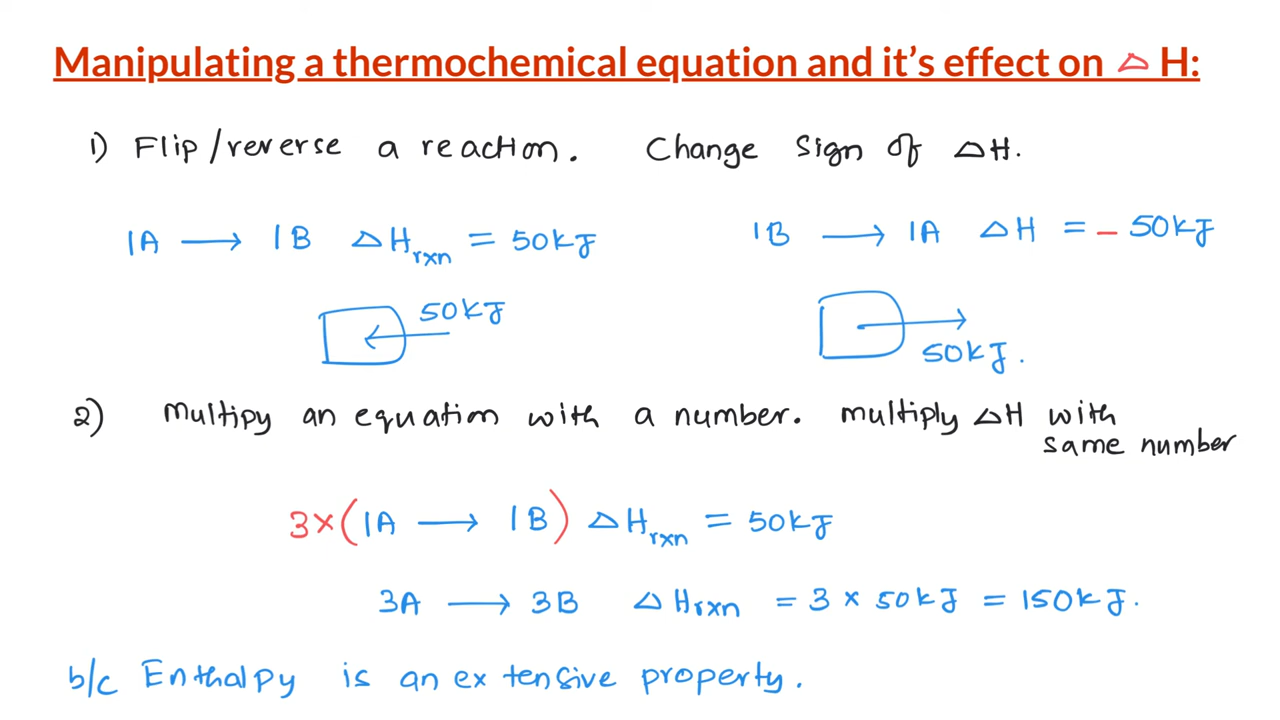 Manipulating a thermochemical equation and it's effect on △ H:
1) Flip/reverse a reaction. Change Sign of △H.
1A → 1B △Hrxn = 50kJ
1B → 1A △H = - 50kJ
50kJ
50kJ.
2) Multipy an equation with a number. multiply △H with
same number
3×(1A → 1B) △Hrxn = 50kJ
3A → 3B △Hrxn = 3 × 50kJ = 150kJ.
b/c Enthalpy is an extensive property.